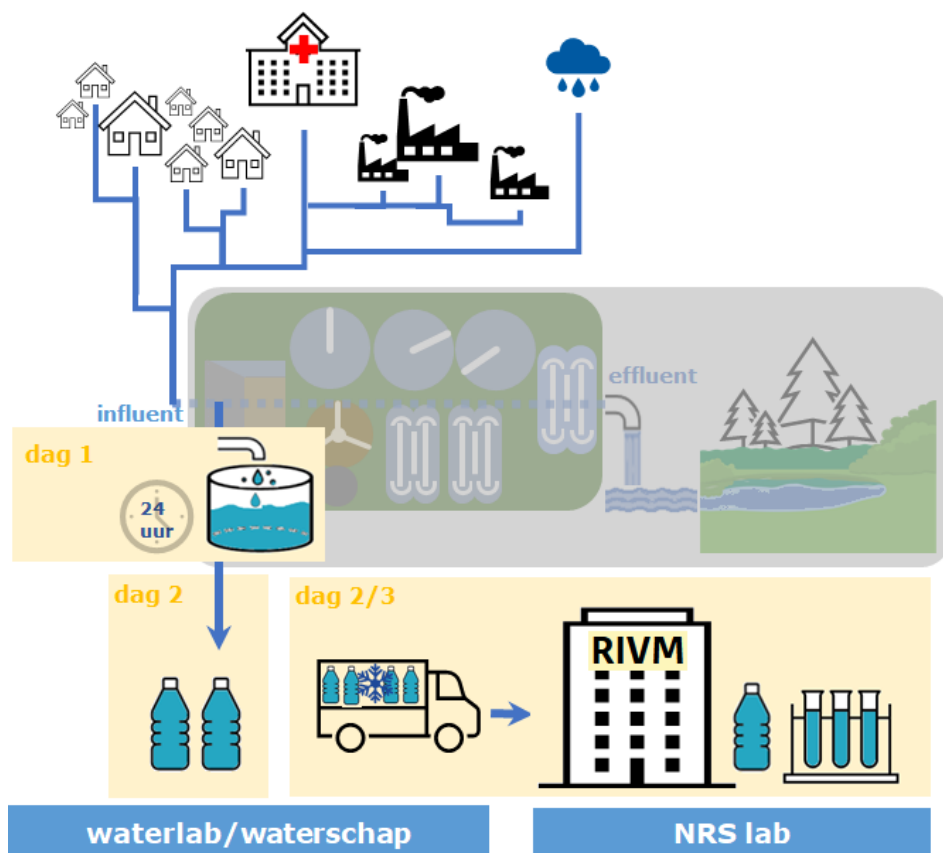 influent
effluent
dag 1
24
uur
dag 2
dag 2/3
RIVM
waterlab/waterschap
NRS lab